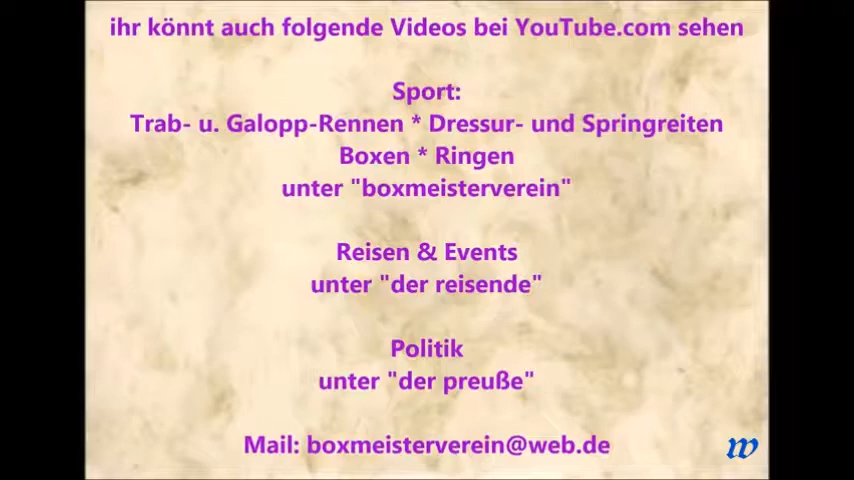 ihr könnt auch folgende Videos bei YouTube.com sehen
Sport:
Trab- u. Galopp-Rennen * Dressur- und Springreiten
Boxen * Ringen
unter "boxmeisterverein"
Reisen & Events
unter "der reisende"
Politik
unter "der preuße"
Mail: boxmeisterverein@web.de
w